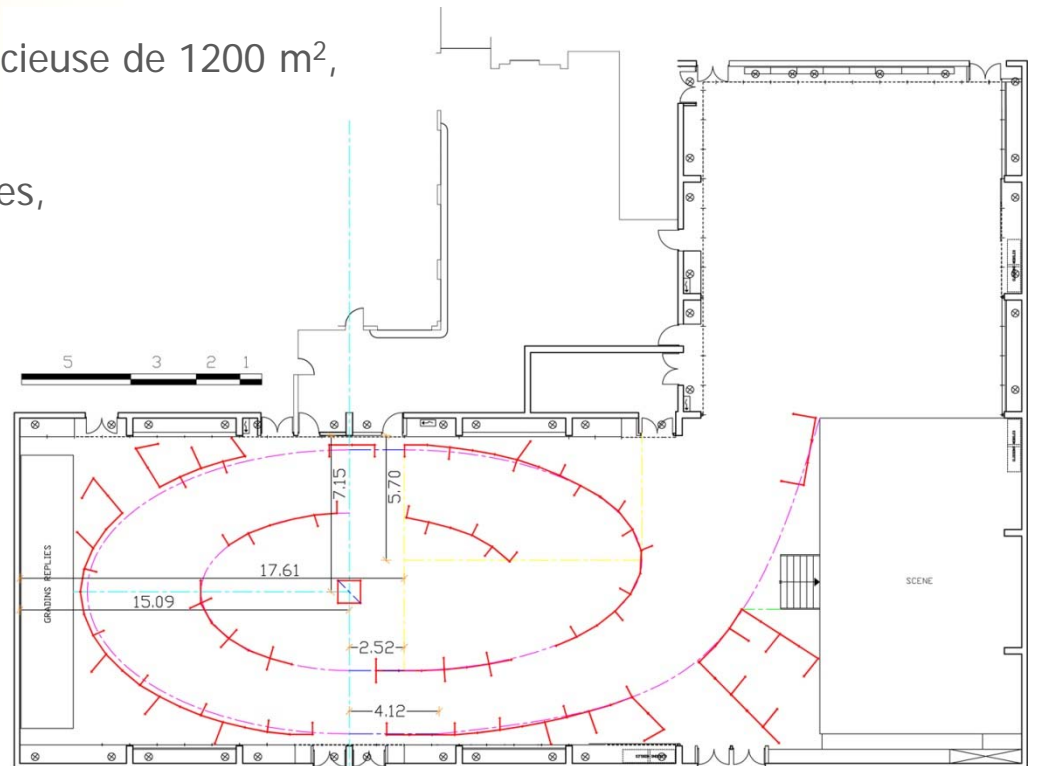 cieuse de 1200 m²,
es,
5 3 2 1
7.15
5.70
17.61
15.09
2.52
4.12
GRADINS REPLIES
SCENE